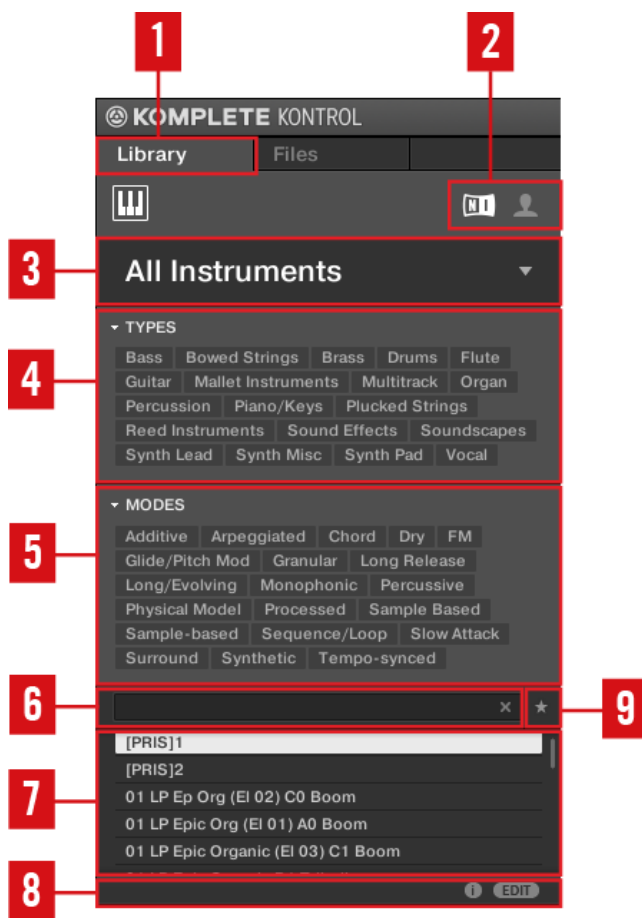 1
2
KOMPLETE KONTROL
Library Files
NI
3
All Instruments
TYPES
4
Bass Bowed Strings Brass Drums Flute
Guitar Mallet Instruments Multitrack Organ
Percussion Piano/Keys Plucked Strings
Reed Instruments Sound Effects Soundscapes
Synth Lead Synth Misc Synth Pad Vocal
MODES
5
Additive Arpeggiated Chord Dry FM
Glide/Pitch Mod Granular Long Release
Long/Evolving Monophonic Percussive
Physical Model Processed Sample Based
Sample-based Sequence/Loop Slow Attack
Surround Synthetic Tempo-synced
6
9
[PRIS]1
[PRIS]2
7
01 LP Ep Org (El 02) C0 Boom
01 LP Epic Org (El 01) A0 Boom
01 LP Epic Organic (El 03) C1 Boom
8
i EDIT